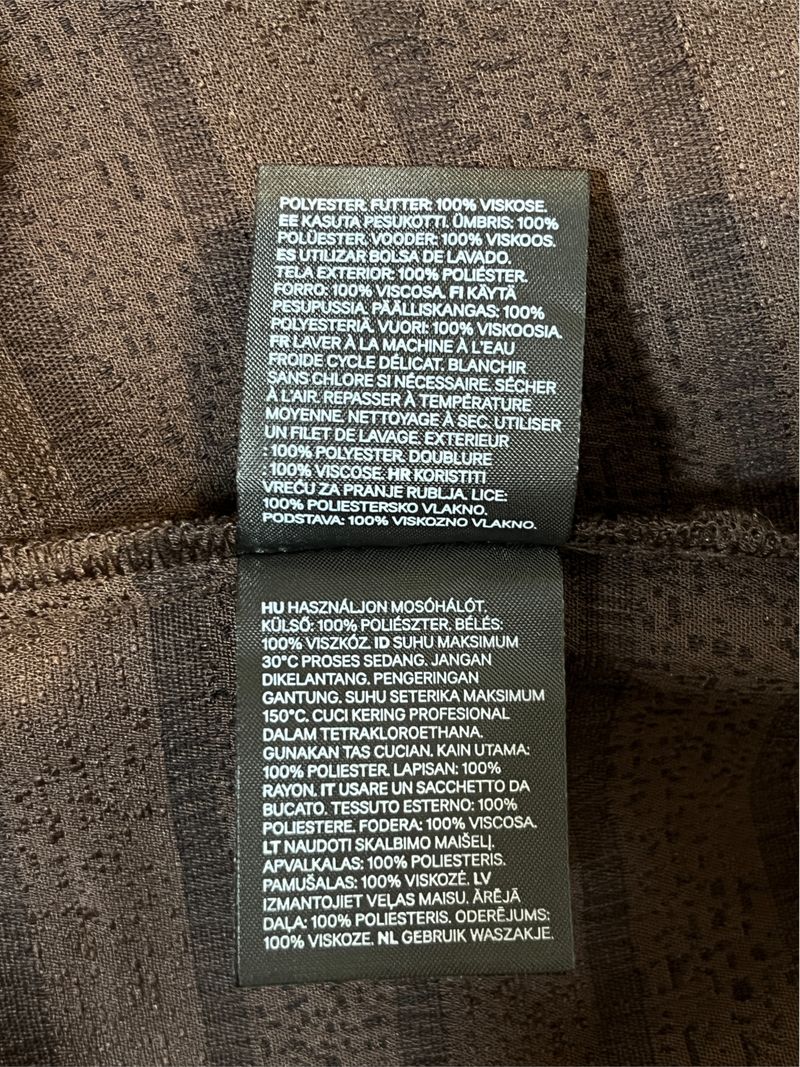 POLYESTER. FUTTER: 100% VISKOSE.
EE KASUTA PESUKOTTI. ÜMBRIS: 100%
POLÜESTER. VOODER: 100% VISKOOS.
ES UTILIZAR BOLSA DE LAVADO.
TELA EXTERIOR: 100% POLIÉSTER.
FORRO: 100% VISCOSA. FI KÄYTÄ
PESUPUSSIA. PÄÄLLISKANGAS: 100%
POLYESTERIÄ. VUORI: 100% VISKOOSIA.
FR LAVER À LA MACHINE À L'EAU
FROIDE CYCLE DÉLICAT. BLANCHIR
SANS CHLORE SI NÉCESSAIRE. SÉCHER
À L'AIR. REPASSER À TEMPÉRATURE
MOYENNE. NETTOYAGE À SEC. UTILISER
UN FILET DE LAVAGE. EXTERIEUR
: 100% POLYESTER. DOUBLURE
: 100% VISCOSE. HR KORISTITI
VREĆU ZA PRANJE RUBLJA. LICE:
100% POLIESTERSKO VLAKNO.
PODSTAVA: 100% VISKOZNO VLAKNO.
HU HASZNÁLJON MOSÓHÁLÓT.
KÜLSŐ: 100% POLIÉSZTER. BÉLÉS:
100% VISZKÓZ. ID SUHU MAKSIMUM
30°C PROSES SEDANG. JANGAN
DIKELANTANG. PENGERINGAN
GANTUNG. SUHU SETERIKA MAKSIMUM
150°C. CUCI KERING PROFESIONAL
DALAM TETRAKLOROETHANA.
GUNAKAN TAS CUCIAN. KAIN UTAMA:
100% POLIESTER. LAPISAN: 100%
RAYON. IT USARE UN SACCHETTO DA
BUCATO. TESSUTO ESTERNO: 100%
POLIESTERE. FODERA: 100% VISCOSA.
LT NAUDOTI SKALBIMO MAIŠELĮ.
APVALKALAS: 100% POLIESTERIS.
PAMUŠALAS: 100% VISKOZĖ. LV
IZMANTOJIET VEĻAS MAISU. ĀRĒJĀ
DAĻA: 100% POLIESTERIS. ODERĒJUMS:
100% VISKOZE. NL GEBRUIK WASZAKJE.